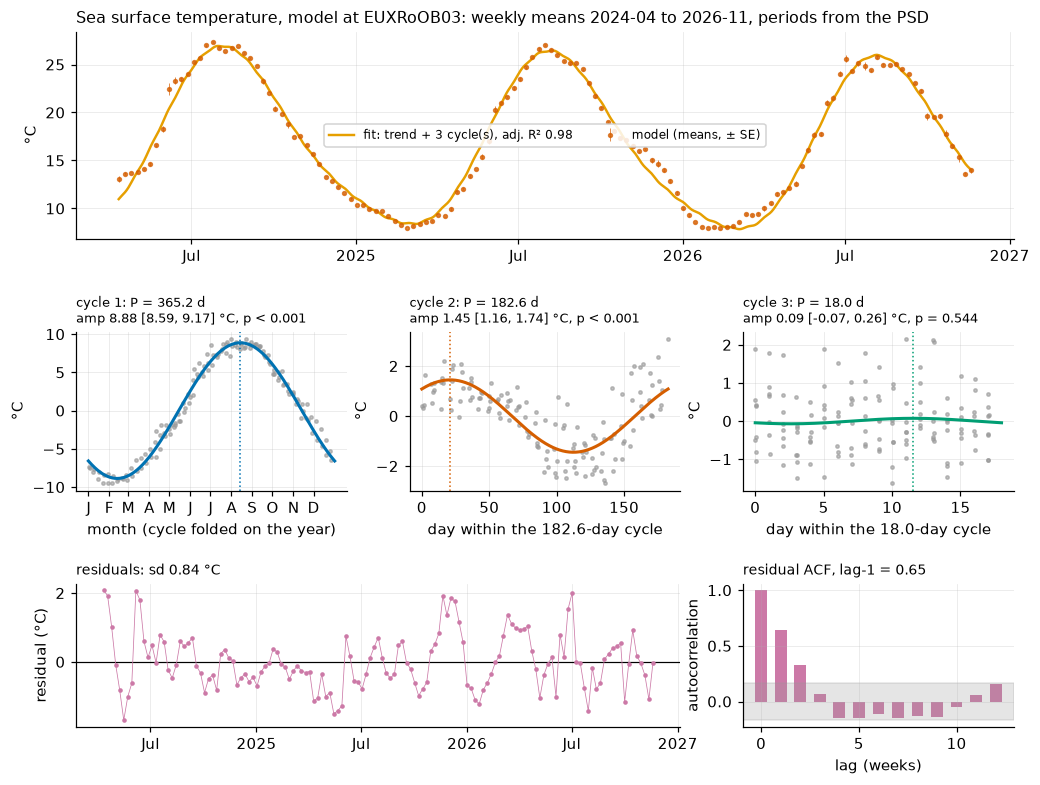 Sea surface temperature, model at EUXRoOB03: weekly means 2024-04 to 2026-11, periods from the PSD
°C
25
20
15
10
fit: trend + 3 cycle(s), adj. R² 0.98
model (means, ± SE)
Jul
2025
Jul
2026
Jul
2027
cycle 1: P = 365.2 d
amp 8.88 [8.59, 9.17] °C, p < 0.001
°C
10
5
0
−5
−10
J F M A M J J A S O N D
month (cycle folded on the year)
cycle 2: P = 182.6 d
amp 1.45 [1.16, 1.74] °C, p < 0.001
°C
2
0
−2
0 50 100 150
day within the 182.6-day cycle
cycle 3: P = 18.0 d
amp 0.09 [-0.07, 0.26] °C, p = 0.544
°C
2
1
0
−1
0 5 10 15
day within the 18.0-day cycle
residuals: sd 0.84 °C
residual (°C)
2
0
Jul 2025 Jul 2026 Jul 2027
residual ACF, lag-1 = 0.65
autocorrelation
1.0
0.5
0.0
0 5 10
lag (weeks)